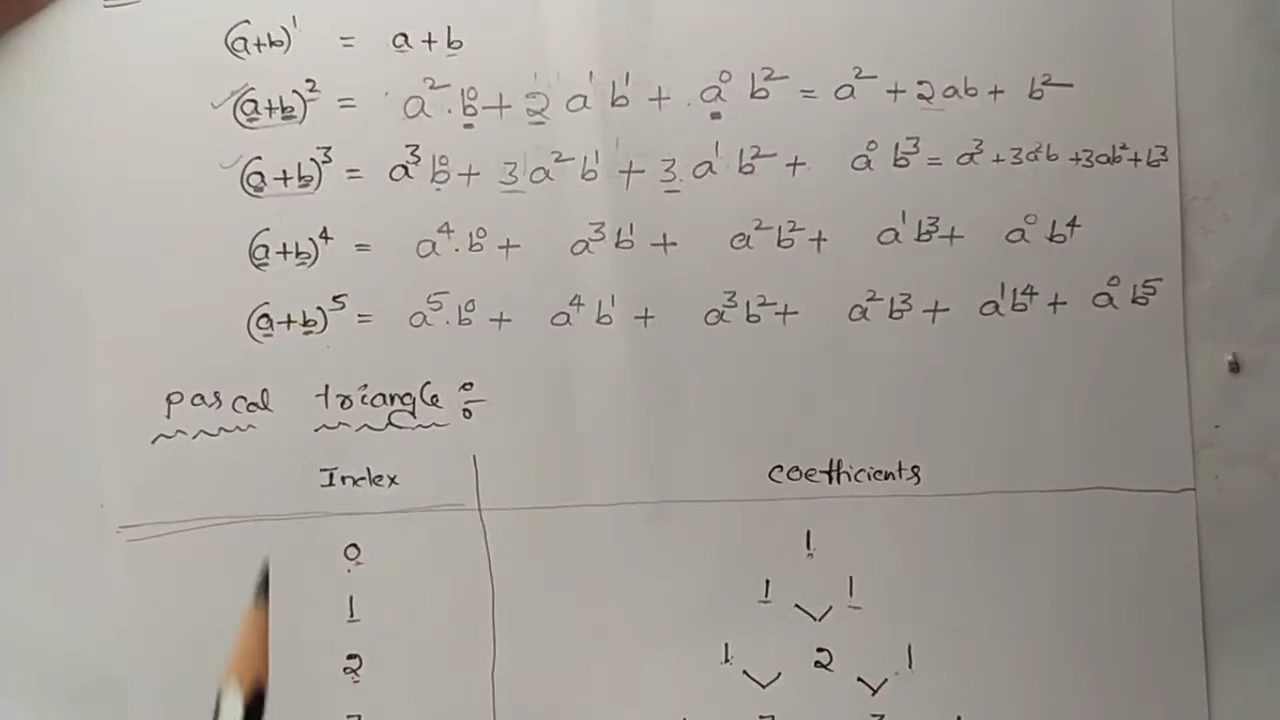 (a+b)¹ = a + b
(a+b)² = a².b⁰ + 2 a¹ b¹ + a⁰ b² = a² + 2ab + b²
(a+b)³ = a³ b⁰ + 3 a² b¹ + 3 a¹ b² + a⁰ b³ = a³ + 3a²b + 3ab² + b³
(a+b)⁴ = a⁴.b⁰ + a³ b¹ + a² b² + a¹ b³ + a⁰ b⁴
(a+b)⁵ = a⁵.b⁰ + a⁴ b¹ + a³ b² + a² b³ + a¹ b⁴ + a⁰ b⁵
pascal triangle :-
Index coefficients
0 1
1 1 1
2 1 2 1